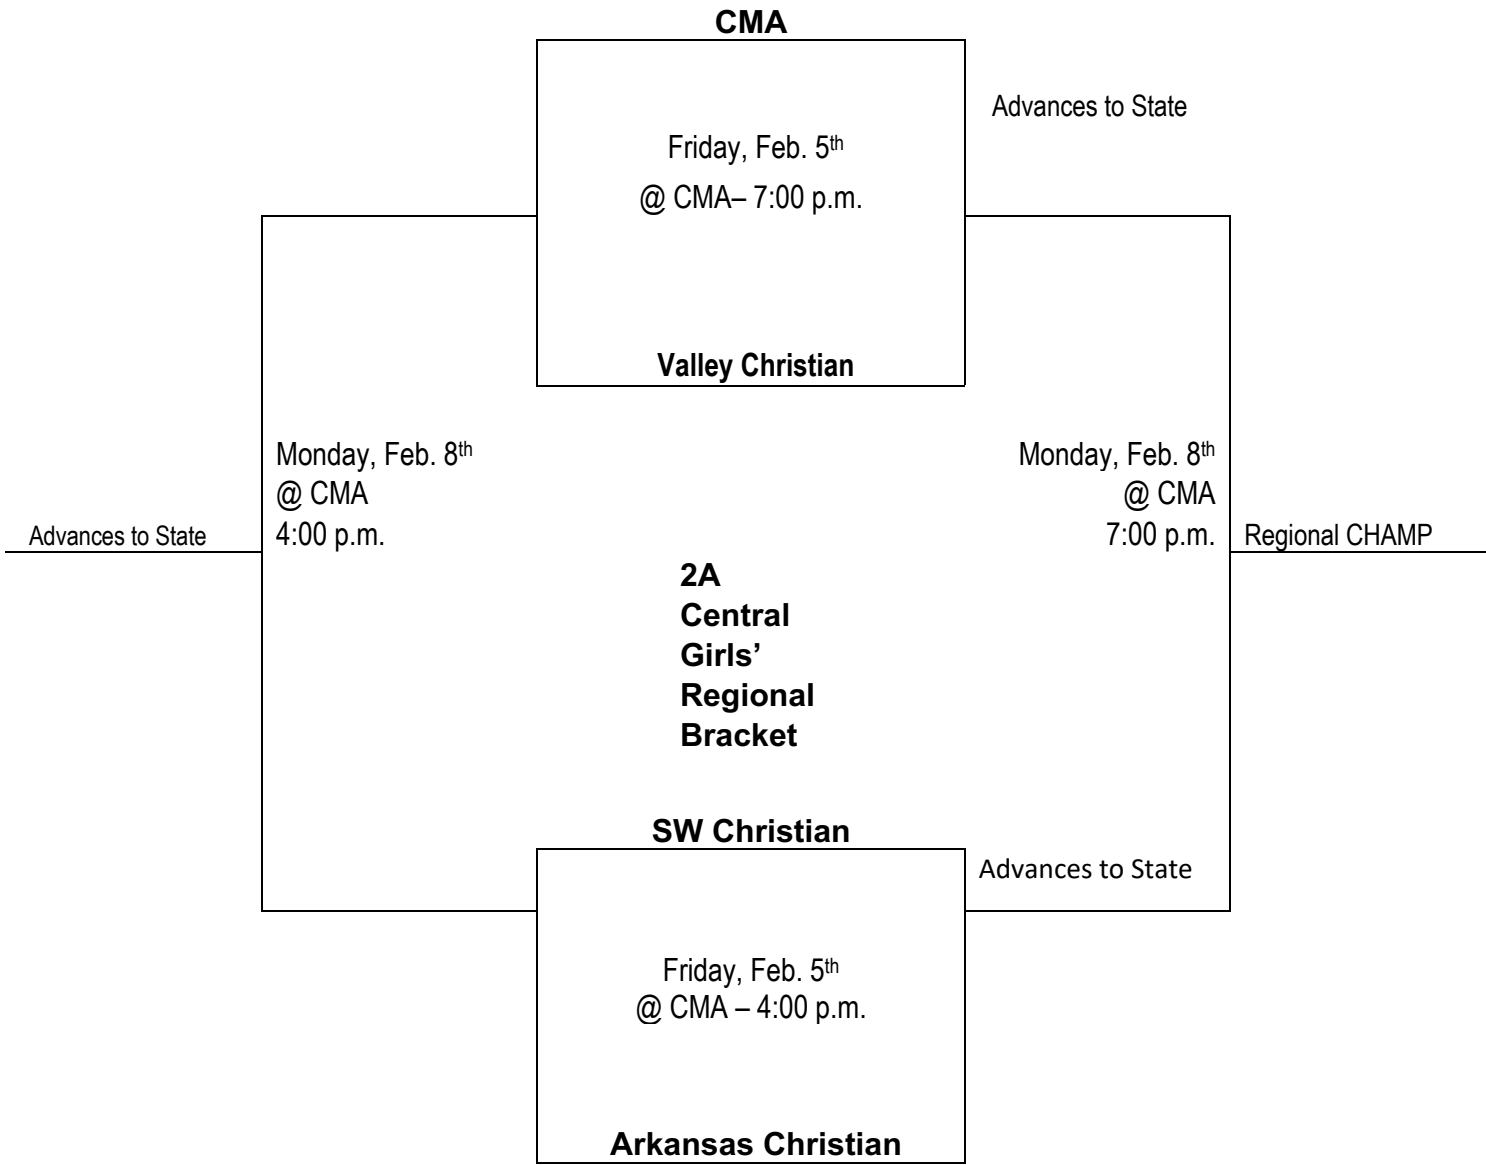 CMA
Advances to State
Friday, Feb. 5th
@ CMA– 7:00 p.m.
Valley Christian
Monday, Feb. 8th
@ CMA
4:00 p.m.
Advances to State
Monday, Feb. 8th
@ CMA
7:00 p.m.
Regional CHAMP
2A
Central
Girls’
Regional
Bracket
SW Christian
Advances to State
Friday, Feb. 5th
@ CMA – 4:00 p.m.
Arkansas Christian